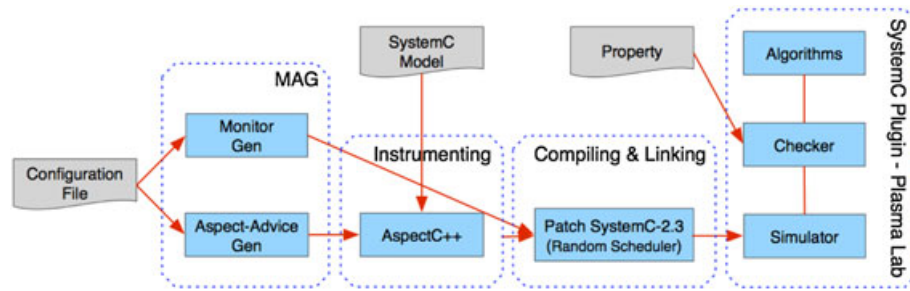 SystemC
Model
Property
Algorithms
SystemC Plugin - Plasma Lab
MAG
Monitor
Gen
Instrumenting
Compiling & Linking
Checker
Configuration
File
Aspect-Advice
Gen
AspectC++
Patch SystemC-2.3
(Random Scheduler)
Simulator